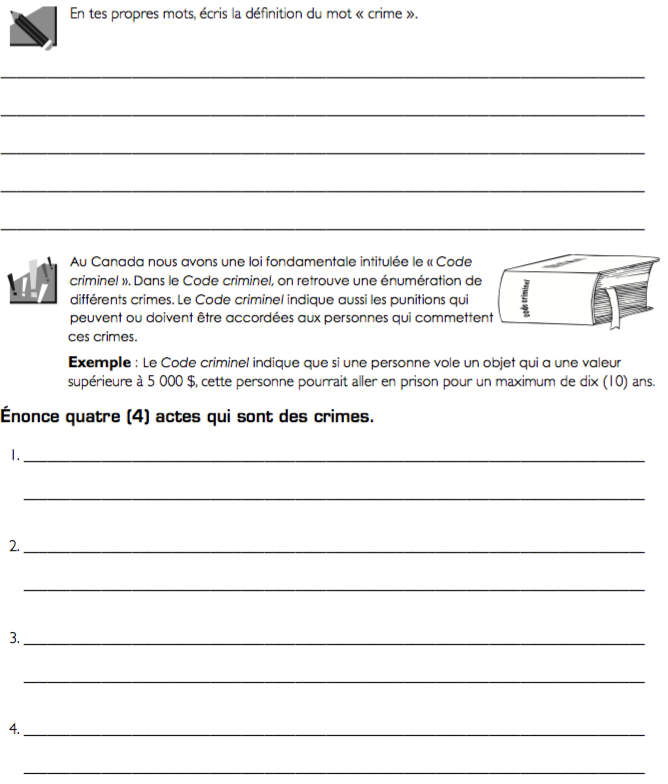 En tes propres mots, écris la définition du mot « crime ».
Au Canada nous avons une loi fondamentale intitulée le « Code
criminel ». Dans le Code criminel, on retrouve une énumération de
différents crimes. Le Code criminel indique aussi les punitions qui
peuvent ou doivent être accordées aux personnes qui commettent
ces crimes.
code criminel
Exemple : Le Code criminel indique que si une personne vole un objet qui a une valeur
supérieure à 5 000 $, cette personne pourrait aller en prison pour un maximum de dix (10) ans.
Énonce quatre (4) actes qui sont des crimes.
1.
2.
3.
4.